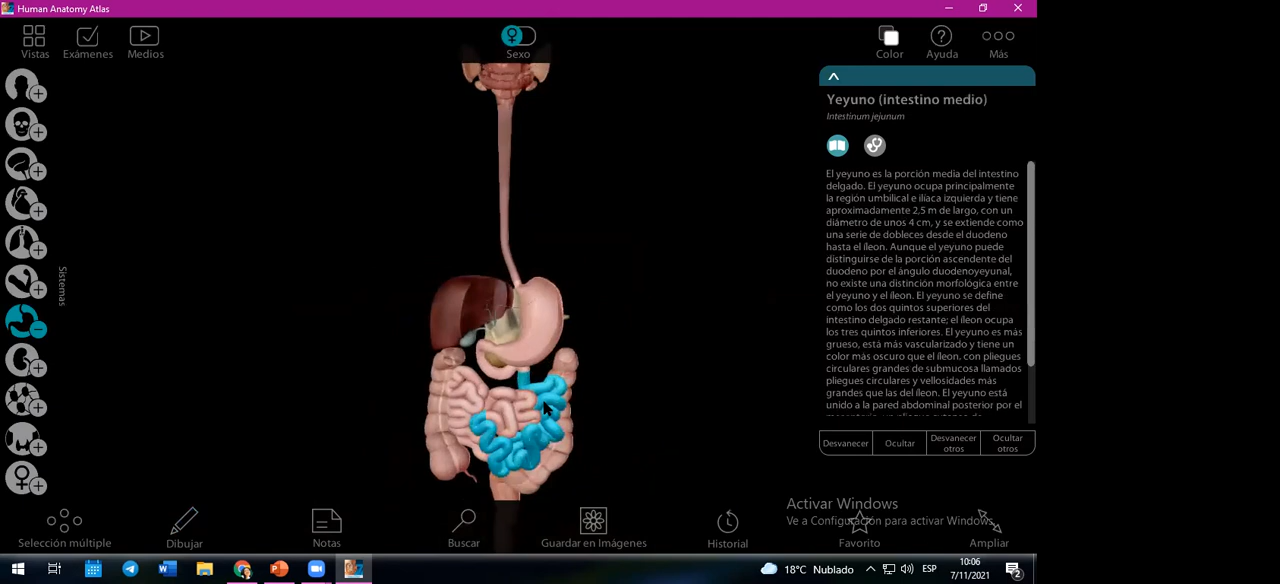 Human Anatomy Atlas
Vistas
Exámenes
Medios
Sexo
Color
Ayuda
Más
Sistemas
Yeyuno (intestino medio)
Intestinum jejunum
El yeyuno es la porción media del intestino
delgado. El yeyuno ocupa principalmente
la región umbilical e ilíaca izquierda y tiene
aproximadamente 2,5 m de largo, con un
diámetro de unos 4 cm, y se extiende como
una serie de dobleces desde el duodeno
hasta el íleon. Aunque el yeyuno puede
distinguirse de la porción ascendente del
duodeno por el ángulo duodenoyeyunal,
no existe una distinción morfológica entre
el yeyuno y el íleon. El yeyuno se define
como los dos quintos superiores del
intestino delgado restante; el íleon ocupa
los tres quintos inferiores. El yeyuno es más
grueso, está más vascularizado y tiene un
color más oscuro que el íleon, con pliegues
circulares grandes de submucosa llamados
pliegues circulares y vellosidades más
grandes que las del íleon. El yeyuno está
unido a la pared abdominal posterior por el
Desvanecer
Ocultar
Desvanecer
otros
Ocultar
otros
Activar Windows
Ve a Configuración para activar Windows.
Selección múltiple
Dibujar
Notas
Buscar
Guardar en Imágenes
Historial
Favorito
Ampliar
18°C Nublado
ESP
10:06
7/11/2021
2